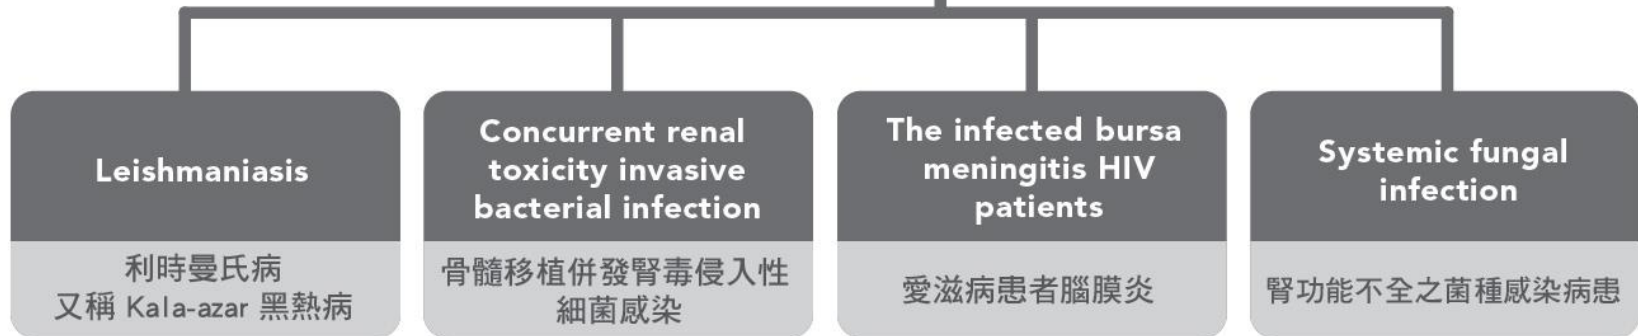 Leishmaniasis
利時曼氏病
又稱 Kala-azar 黑熱病
Concurrent renal
toxicity invasive
bacterial infection
骨髓移植併發腎毒侵入性
細菌感染
The infected bursa
meningitis HIV
patients
愛滋病患者腦膜炎
Systemic fungal
infection
腎功能不全之菌種感染病患